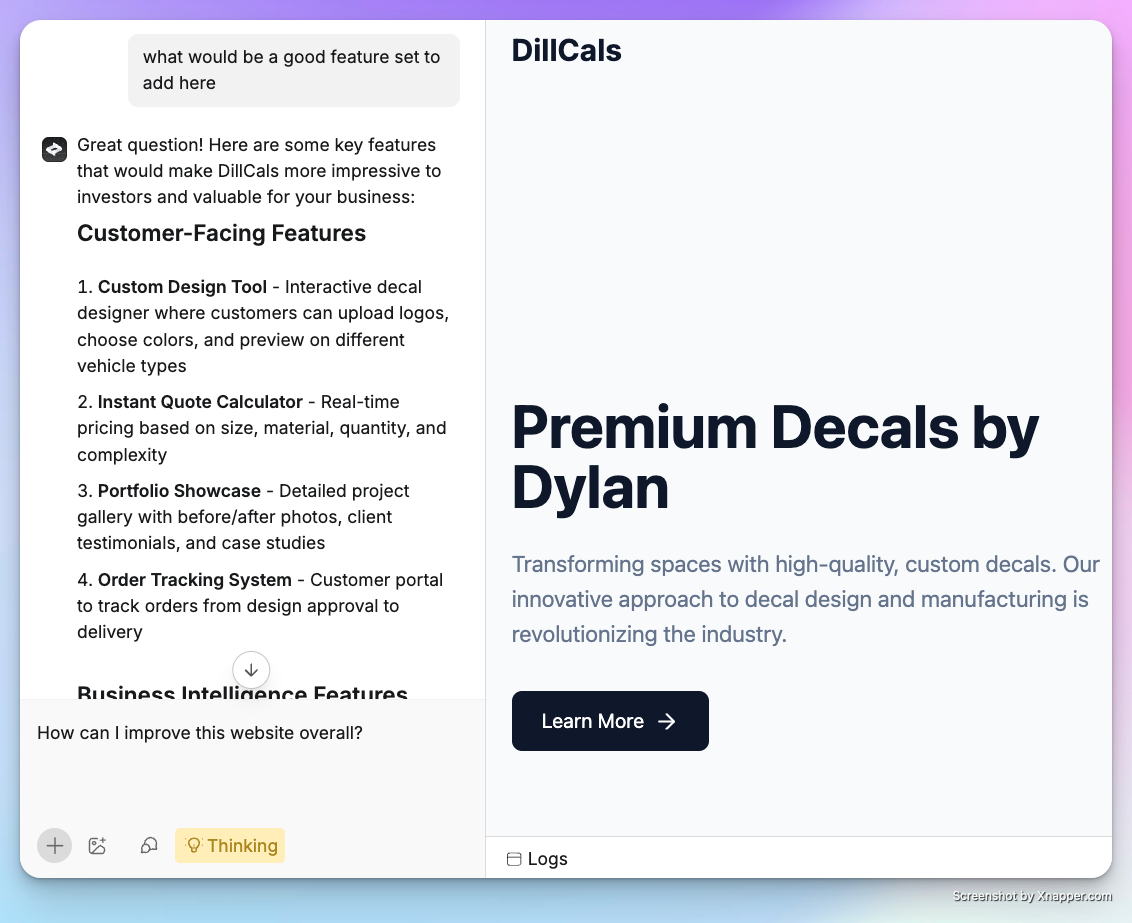 what would be a good feature set to
add here
Great question! Here are some key features
that would make DillCals more impressive to
investors and valuable for your business:
Customer-Facing Features
1. Custom Design Tool - Interactive decal
designer where customers can upload logos,
choose colors, and preview on different
vehicle types
2. Instant Quote Calculator - Real-time
pricing based on size, material, quantity, and
complexity
3. Portfolio Showcase - Detailed project
gallery with before/after photos, client
testimonials, and case studies
4. Order Tracking System - Customer portal
to track orders from design approval to
delivery
Business Intelligence Features
How can I improve this website overall?
Thinking
DillCals
Premium Decals by
Dylan
Transforming spaces with high-quality, custom decals. Our
innovative approach to decal design and manufacturing is
revolutionizing the industry.
Learn More
Logs
Screenshot by Xnapper.com